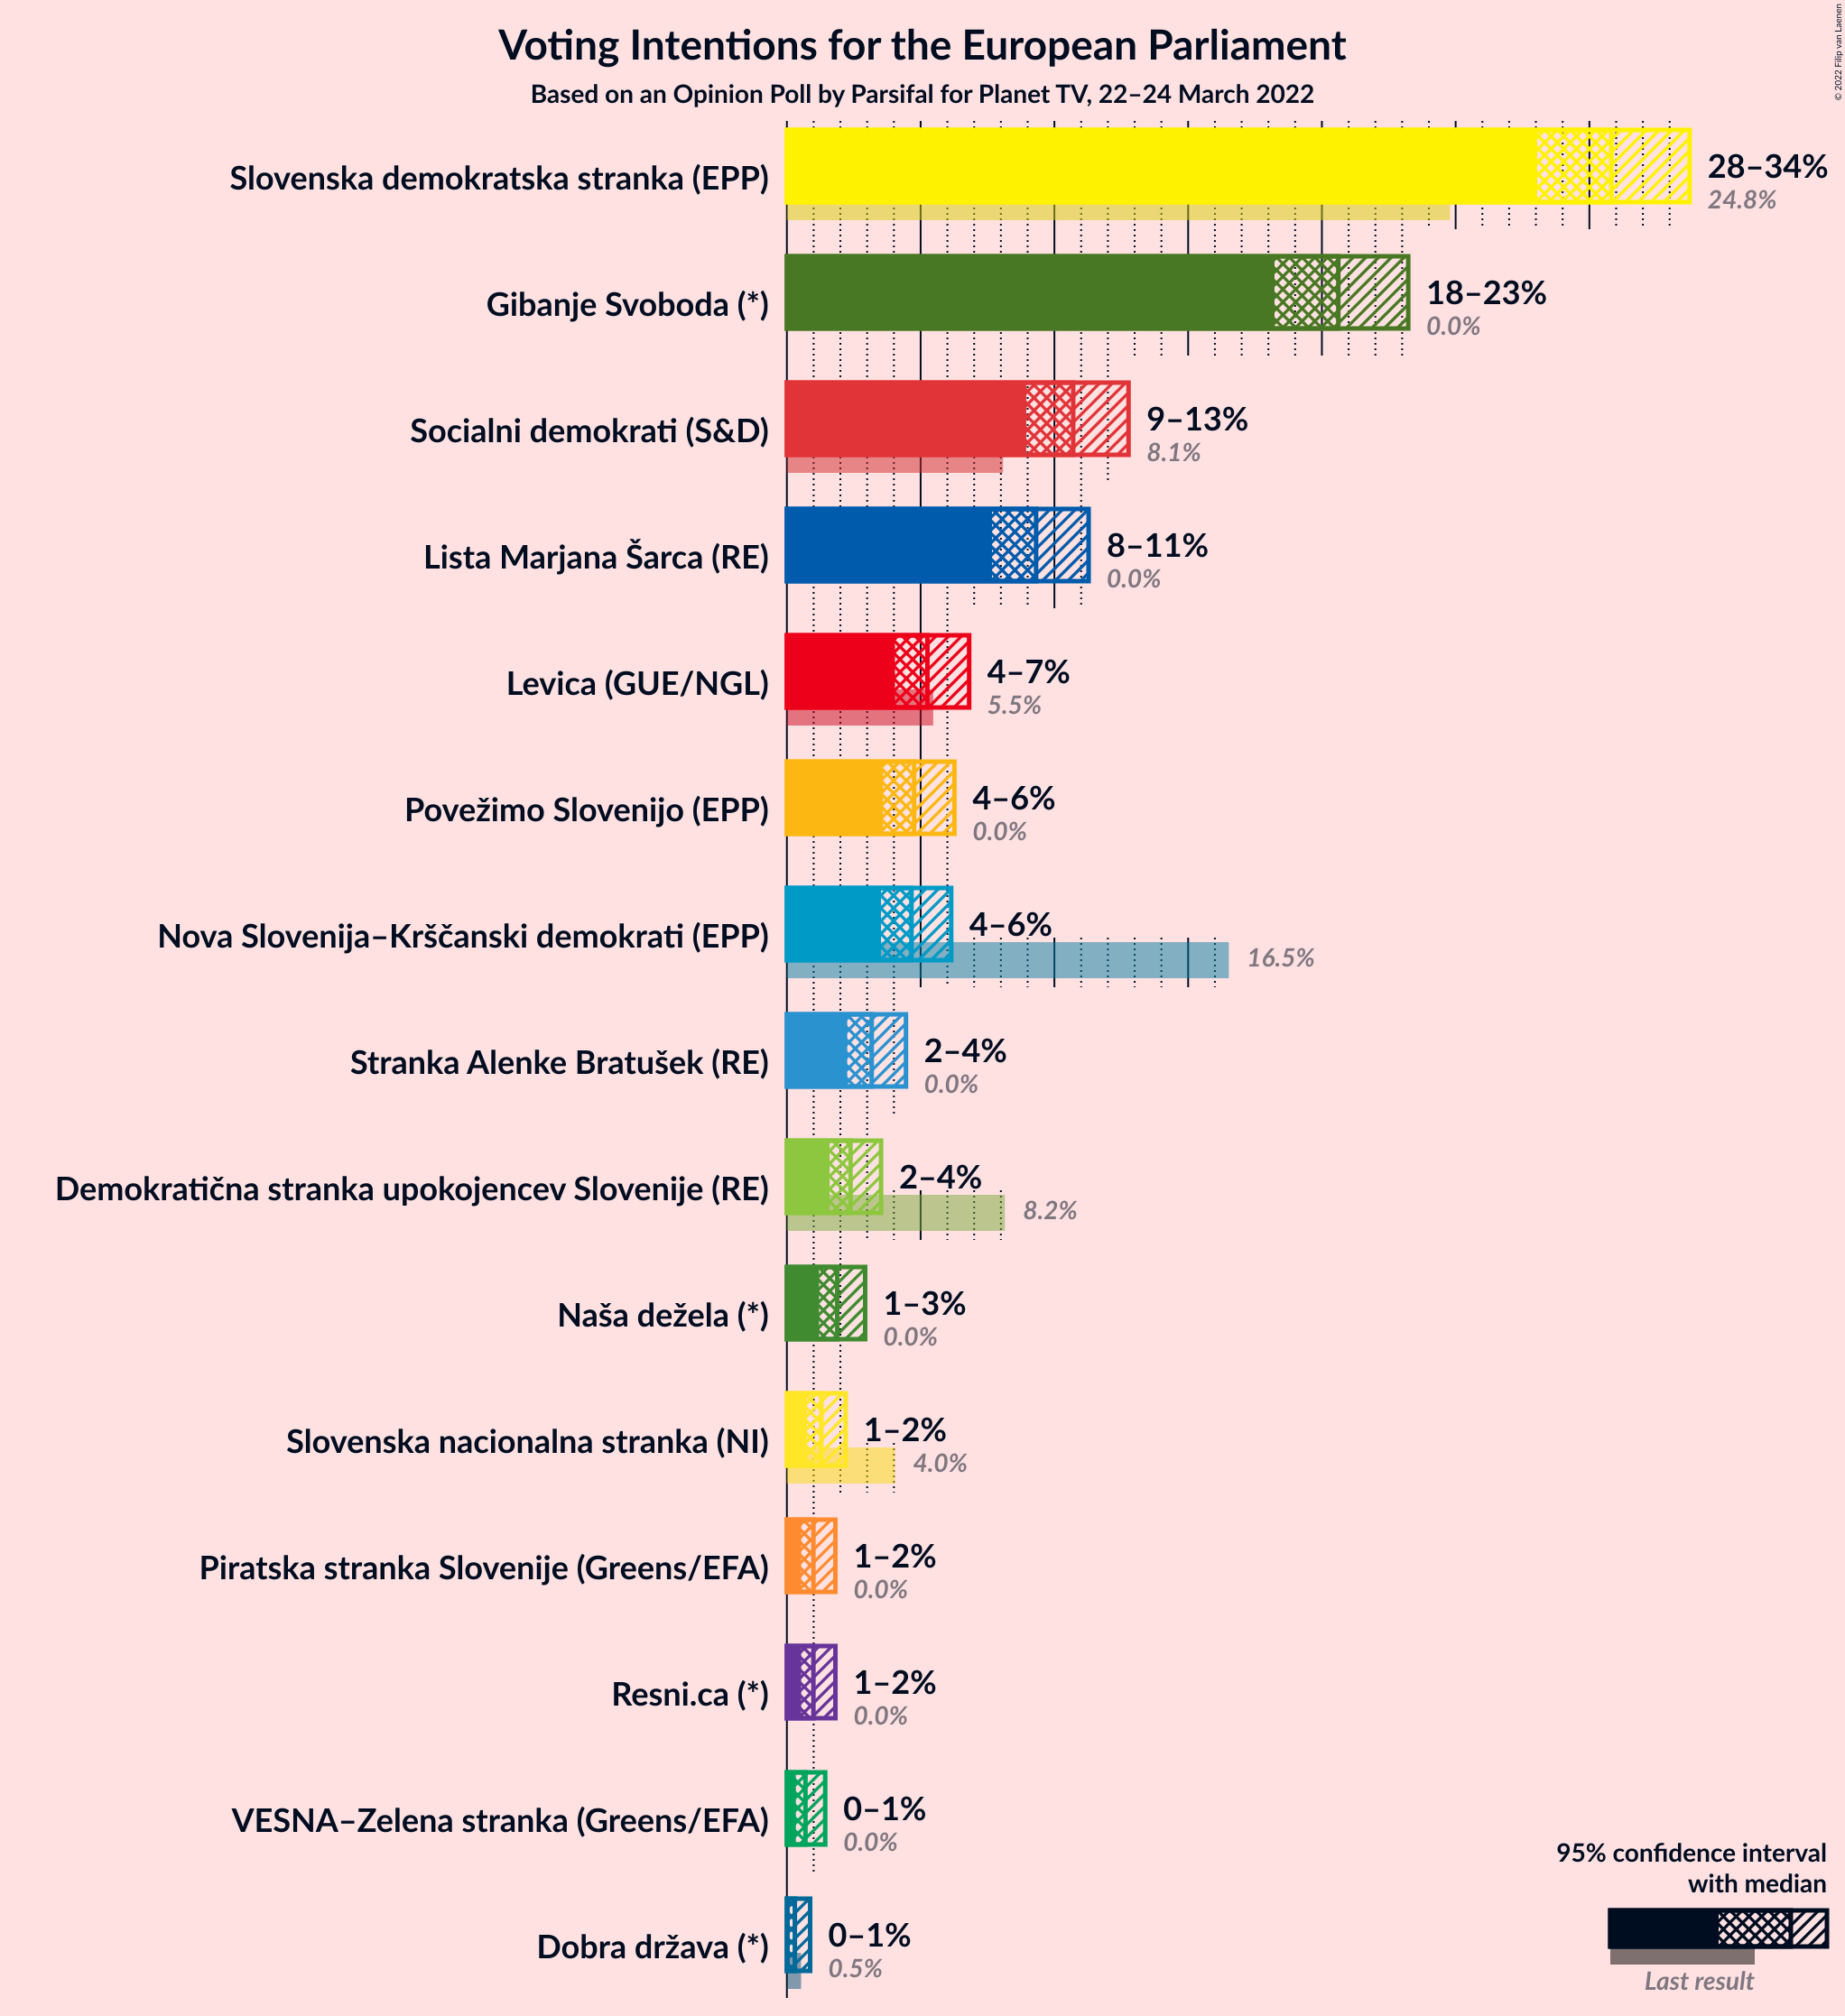 © 2022 Filip van Laenen
Voting Intentions for the European Parliament
Based on an Opinion Poll by Parsifal for Planet TV, 22–24 March 2022
Slovenska demokratska stranka (EPP)
28–34%
24.8%
Gibanje Svoboda (*)
18–23%
0.0%
Socialni demokrati (S&D)
9–13%
8.1%
Lista Marjana Šarca (RE)
8–11%
0.0%
Levica (GUE/NGL)
4–7%
5.5%
Povežimo Slovenijo (EPP)
4–6%
0.0%
Nova Slovenija–Krščanski demokrati (EPP)
4–6%
16.5%
Stranka Alenke Bratušek (RE)
2–4%
0.0%
Demokratična stranka upokojencev Slovenije (RE)
2–4%
8.2%
Naša dežela (*)
1–3%
0.0%
Slovenska nacionalna stranka (NI)
1–2%
4.0%
Piratska stranka Slovenije (Greens/EFA)
1–2%
0.0%
Resni.ca (*)
1–2%
0.0%
VESNA–Zelena stranka (Greens/EFA)
0–1%
0.0%
Dobra država (*)
0–1%
0.5%
95% confidence interval
with median
Last result